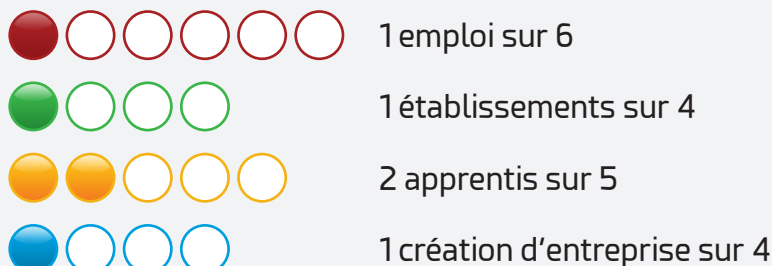 1 emploi sur 6
1 établissements sur 4
2 apprentis sur 5
1 création d'entreprise sur 4